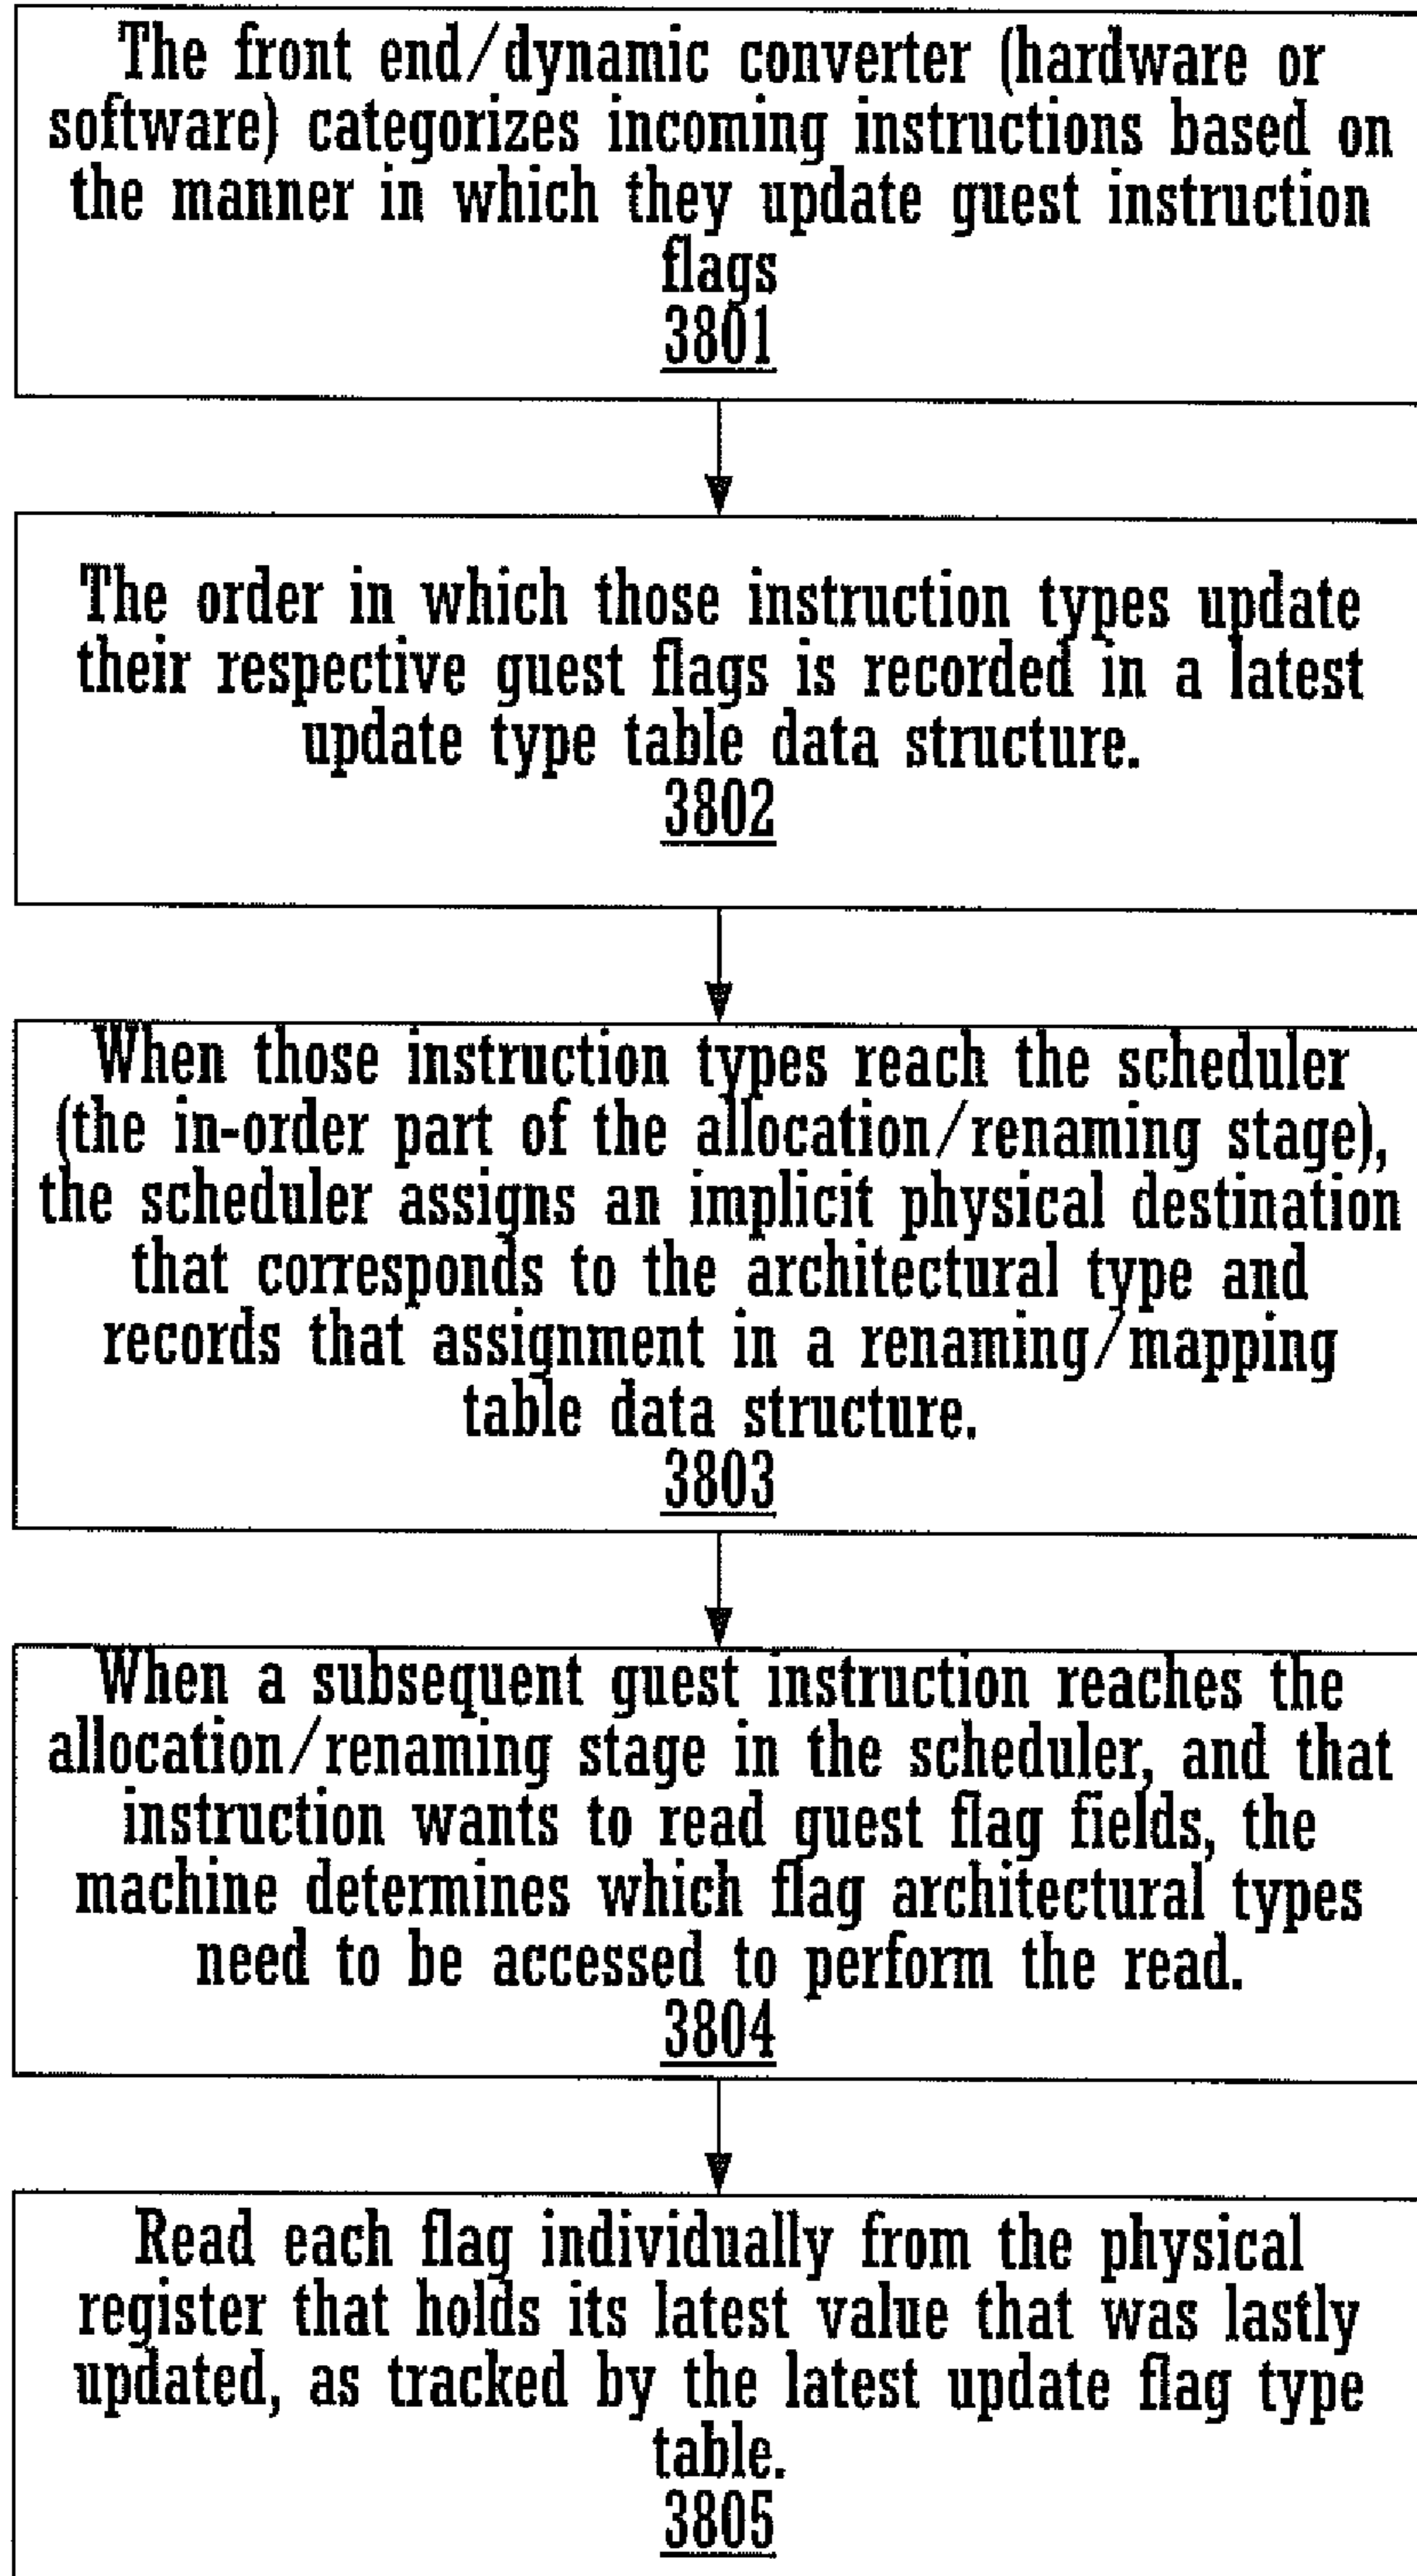 The front end/dynamic converter (hardware or
software) categorizes incoming instructions based on
the manner in which they update guest instruction
flags
3801
The order in which those instruction types update
their respective guest flags is recorded in a latest
update type table data structure.
3802
When those instruction types reach the scheduler
(the in-order part of the allocation/renaming stage),
the scheduler assigns an implicit physical destination
that corresponds to the architectural type and
records that assignment in a renaming/mapping
table data structure.
3803
When a subsequent guest instruction reaches the
allocation/renaming stage in the scheduler, and that
instruction wants to read guest flag fields, the
machine determines which flag architectural types
need to be accessed to perform the read.
3804
Read each flag individually from the physical
register that holds its latest value that was lastly
updated, as tracked by the latest update flag type
table.
3805